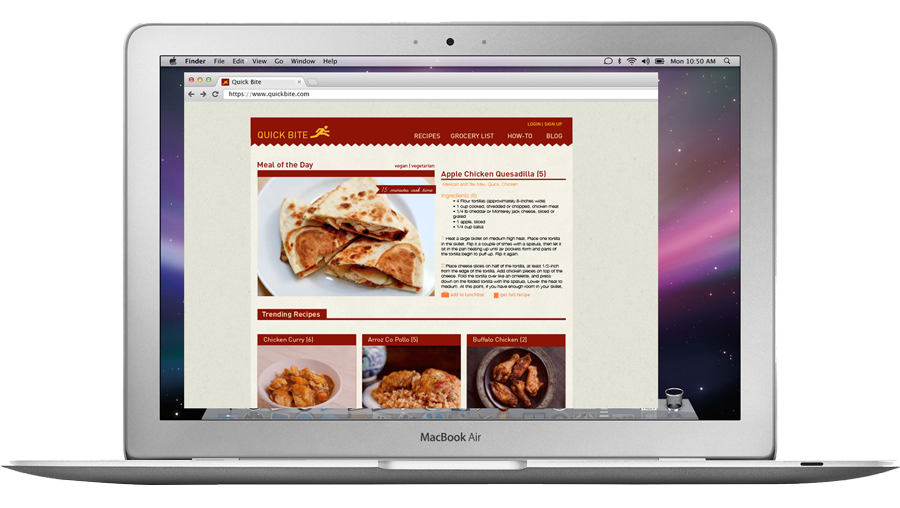 Finder File Edit View Go Window Help Mon 10:50 AM
Quick Bite
https://www.quickbite.com
LOGIN | SIGN UP
QUICK BITE RECIPES GROCERY LIST HOW-TO BLOG
Meal of the Day vegan | vegetarian
15 minutes cook time
Apple Chicken Quesadilla (5)
Mexican and Tex-Mex, Quick, Chicken
Ingredients (5):
• 4 Flour tortillas (approximately 8-inches wide)
• 1 cup cooked, shredded or chopped, chicken meat
• 1/4 lb cheddar or Monterey jack cheese, sliced or
grated
• 1 apple, sliced
• 1/4 cup salsa
1 Heat a large skillet on medium high heat. Place one tortilla
in the skillet. Flip it a couple of times with a spatula, then let it
sit in the pan heating up until air pockets form and parts of
the tortilla begin to puff up. Flip it again.
2 Place cheese slices on half of the tortilla, at least 1/2-inch
from the edge of the tortilla. Add chicken pieces on top of the
cheese. Fold the tortilla over like an omelette, and press
down on the folded tortilla with the spatula. Lower the heat to
medium. At this point, if you have enough room in your skillet,
add to lunchbox get full recipe
Trending Recipes
Chicken Curry (6) Arroz Co Pollo (5) Buffalo Chicken (2)
MacBook Air